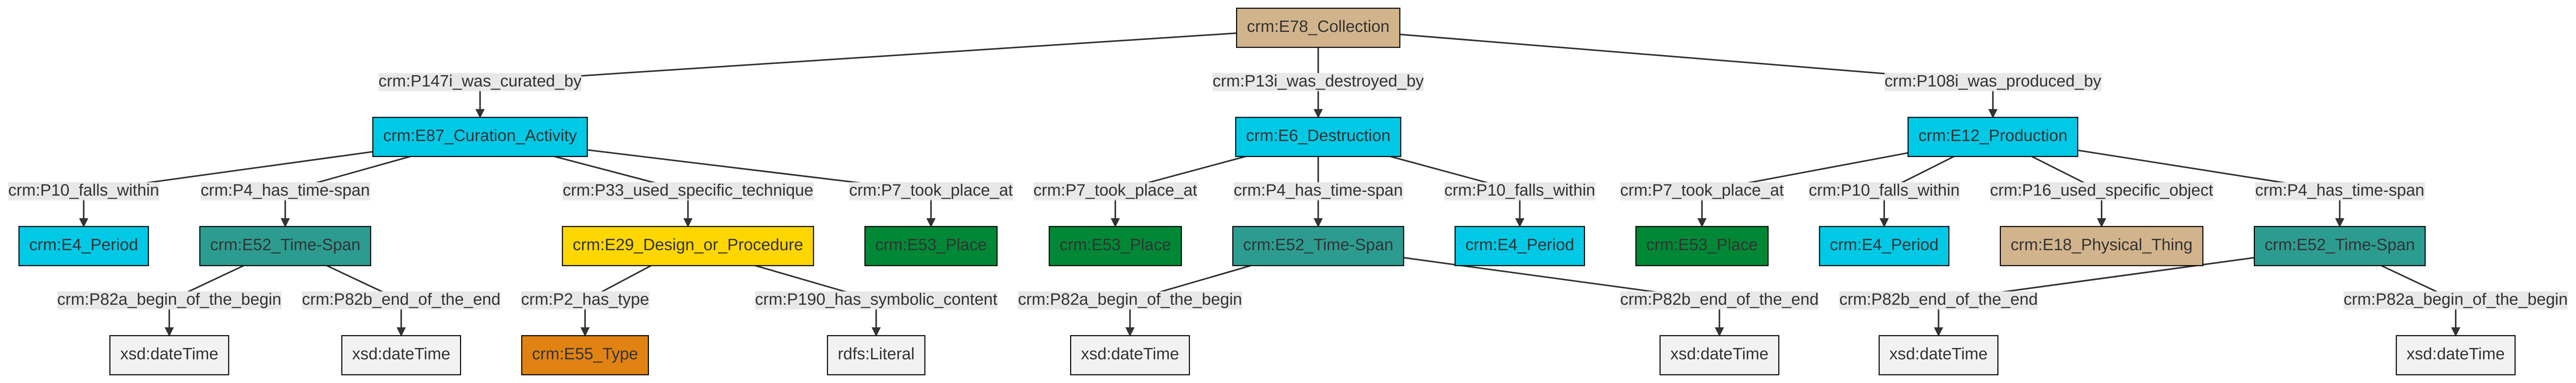 crm:E78_Collection
crm:P147i_was_curated_by
crm:P13i_was_destroyed_by
crm:P108i_was_produced_by
crm:E87_Curation_Activity
crm:E6_Destruction
crm:E12_Production
crm:P10_falls_within
crm:P4_has_time-span
crm:P33_used_specific_technique
crm:P7_took_place_at
crm:P7_took_place_at
crm:P4_has_time-span
crm:P10_falls_within
crm:P7_took_place_at
crm:P10_falls_within
crm:P16_used_specific_object
crm:P4_has_time-span
crm:E4_Period
crm:E52_Time-Span
crm:E29_Design_or_Procedure
crm:E53_Place
crm:E53_Place
crm:E52_Time-Span
crm:E4_Period
crm:E53_Place
crm:E4_Period
crm:E18_Physical_Thing
crm:E52_Time-Span
crm:P82a_begin_of_the_begin
crm:P82b_end_of_the_end
crm:P2_has_type
crm:P190_has_symbolic_content
crm:P82a_begin_of_the_begin
crm:P82b_end_of_the_end
crm:P82b_end_of_the_end
crm:P82a_begin_of_the_begin
xsd:dateTime
xsd:dateTime
crm:E55_Type
rdfs:Literal
xsd:dateTime
xsd:dateTime
xsd:dateTime
xsd:dateTime